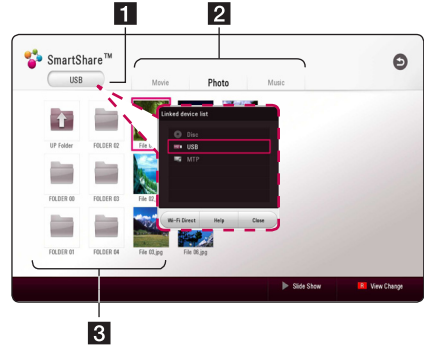 1
2
SmartShare™
USB
Movie
Photo
Music
Linked device list
Disc
USB
MTP
UP Folder
FOLDER 02
FOLDER 00
FOLDER 03
File 02.
Wi-Fi Direct
Help
Close
FOLDER 01
FOLDER 04
File 03.jpg
File 06.jpg
Slide Show
R View Change
3